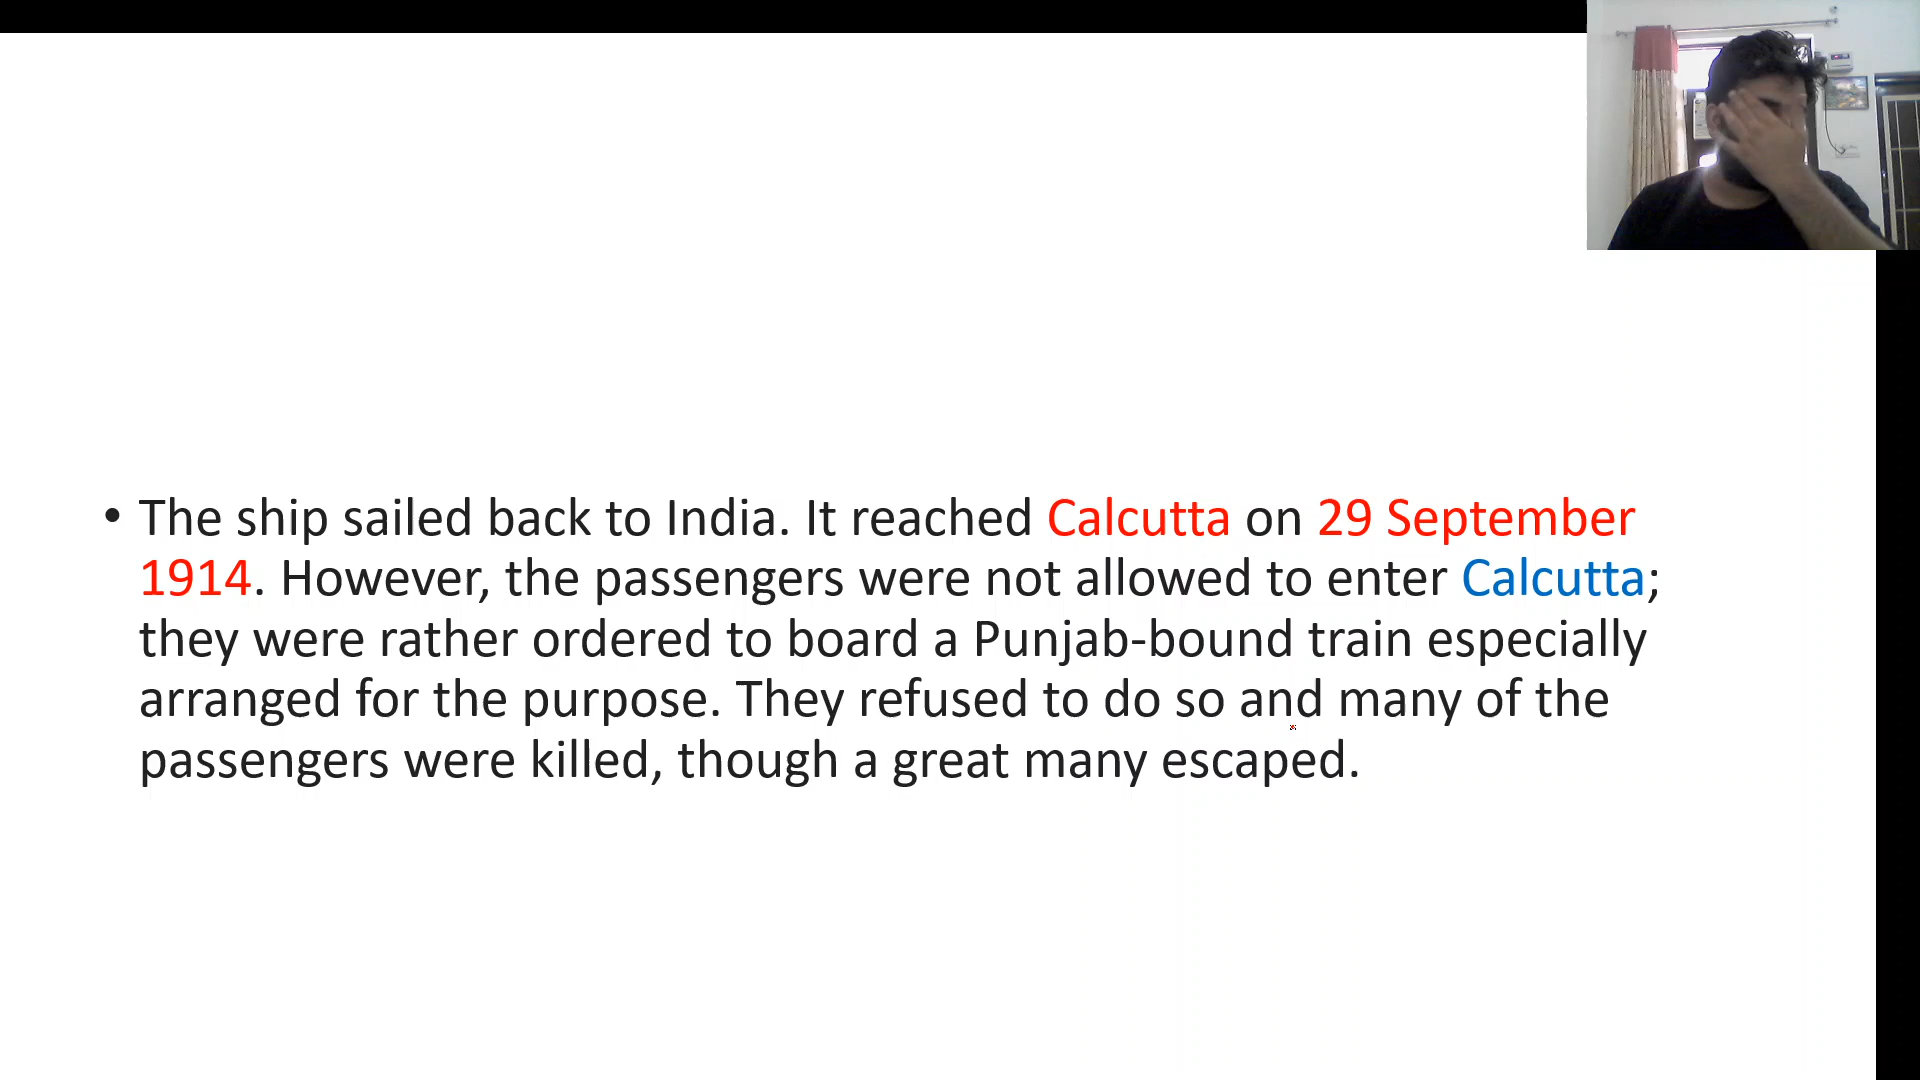 • The ship sailed back to India. It reached Calcutta on 29 September
1914. However, the passengers were not allowed to enter Calcutta;
they were rather ordered to board a Punjab-bound train especially
arranged for the purpose. They refused to do so and many of the
passengers were killed, though a great many escaped.